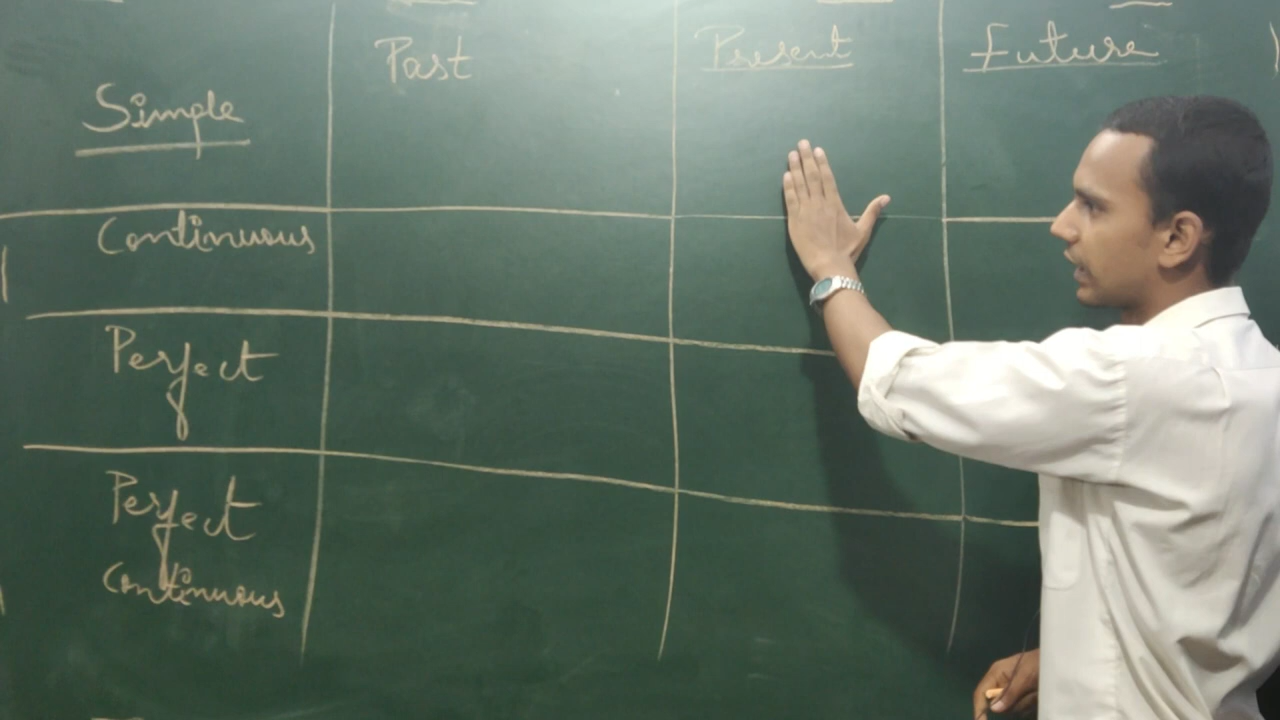 Past Present Future
Simple
Continuous
Perfect
Perfect
Continuous